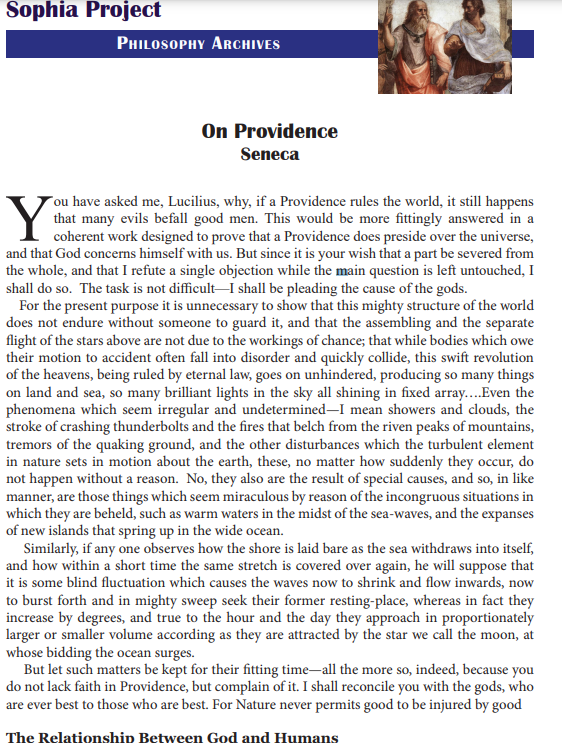 Sophia Project
Philosophy Archives
On Providence
Seneca
You have asked me, Lucilius, why, if a Providence rules the world, it still happens
that many evils befall good men. This would be more fittingly answered in a
coherent work designed to prove that a Providence does preside over the universe,
and that God concerns himself with us. But since it is your wish that a part be severed from
the whole, and that I refute a single objection while the main question is left untouched, I
shall do so. The task is not difficult—I shall be pleading the cause of the gods.
For the present purpose it is unnecessary to show that this mighty structure of the world
does not endure without someone to guard it, and that the assembling and the separate
flight of the stars above are not due to the workings of chance; that while bodies which owe
their motion to accident often fall into disorder and quickly collide, this swift revolution
of the heavens, being ruled by eternal law, goes on unhindered, producing so many things
on land and sea, so many brilliant lights in the sky all shining in fixed array….Even the
phenomena which seem irregular and undetermined—I mean showers and clouds, the
stroke of crashing thunderbolts and the fires that belch from the riven peaks of mountains,
tremors of the quaking ground, and the other disturbances which the turbulent element
in nature sets in motion about the earth, these, no matter how suddenly they occur, do
not happen without a reason. No, they also are the result of special causes, and so, in like
manner, are those things which seem miraculous by reason of the incongruous situations in
which they are beheld, such as warm waters in the midst of the sea-waves, and the expanses
of new islands that spring up in the wide ocean.
Similarly, if any one observes how the shore is laid bare as the sea withdraws into itself,
and how within a short time the same stretch is covered over again, he will suppose that
it is some blind fluctuation which causes the waves now to shrink and flow inwards, now
to burst forth and in mighty sweep seek their former resting-place, whereas in fact they
increase by degrees, and true to the hour and the day they approach in proportionately
larger or smaller volume according as they are attracted by the star we call the moon, at
whose bidding the ocean surges.
But let such matters be kept for their fitting time—all the more so, indeed, because you
do not lack faith in Providence, but complain of it. I shall reconcile you with the gods, who
are ever best to those who are best. For Nature never permits good to be injured by good
The Relationship Between God and Humans